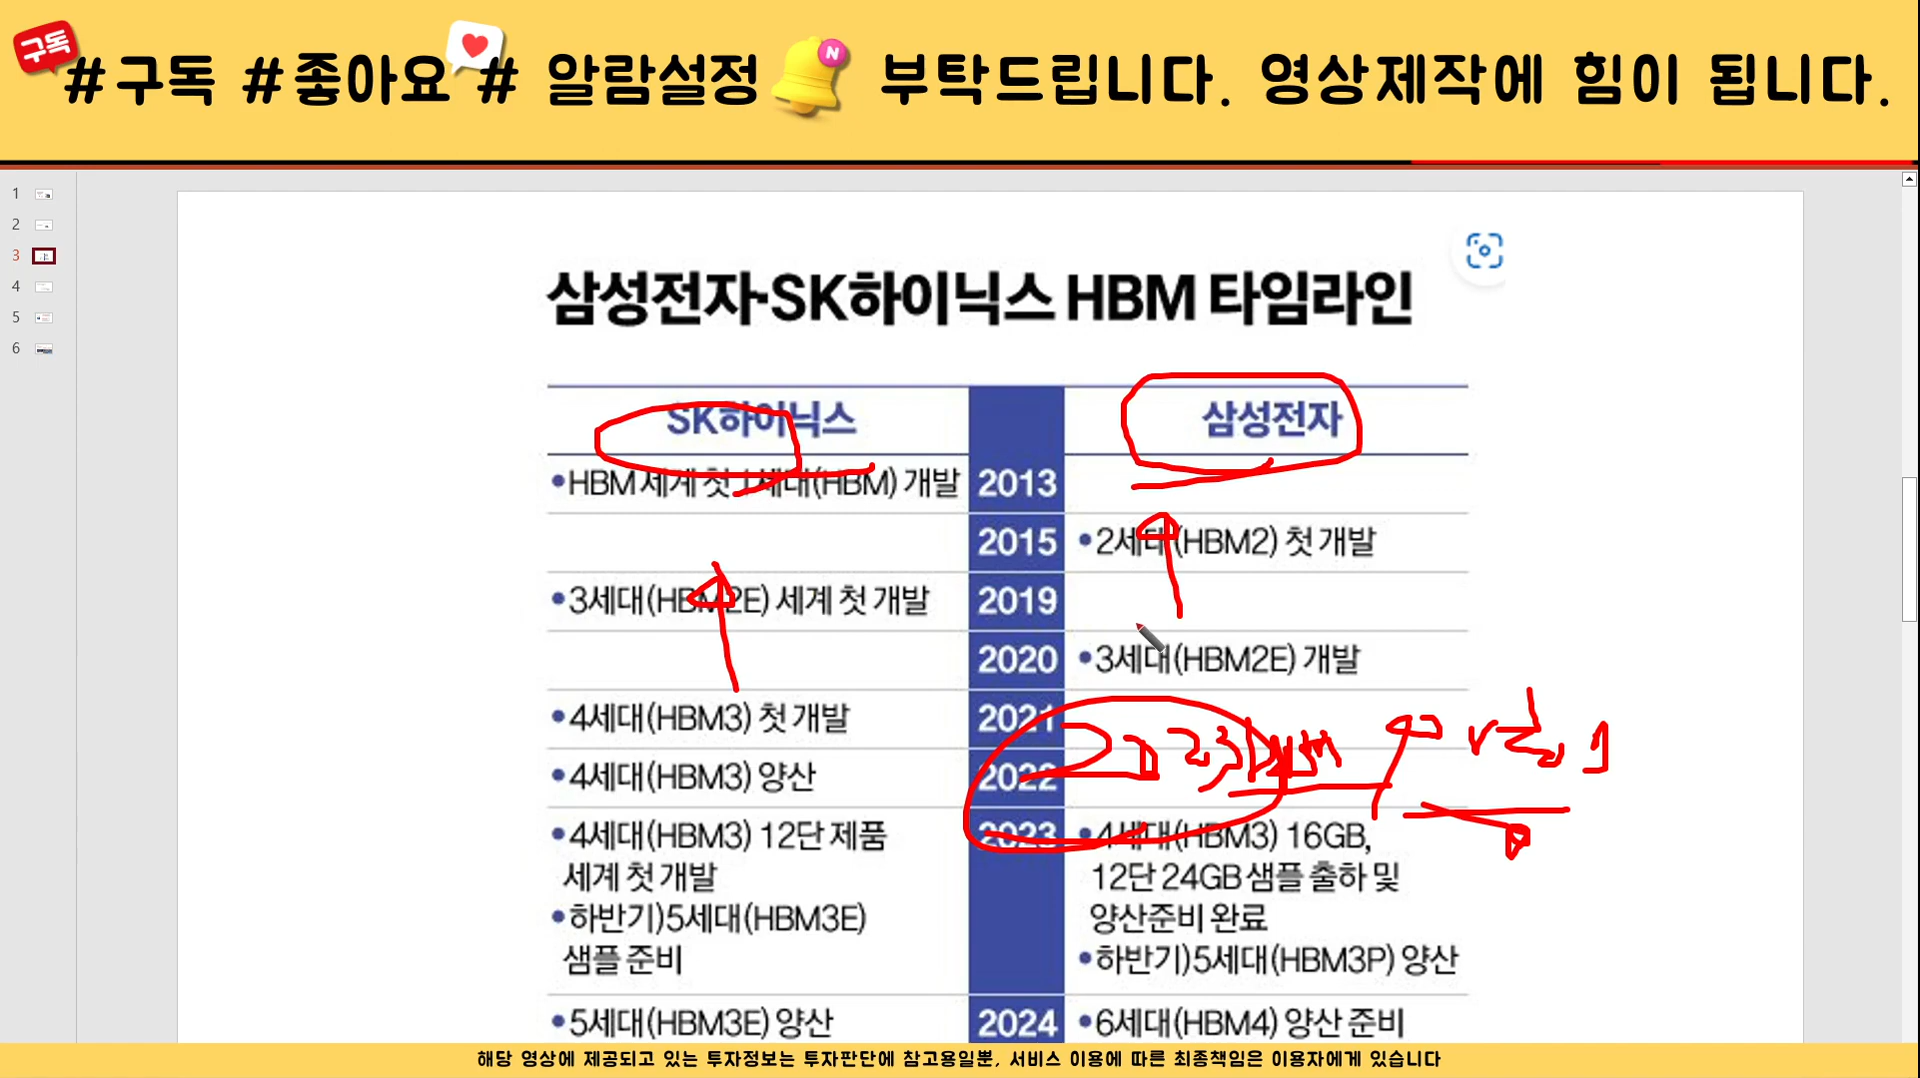 구독
#구독 #좋아요 # 알람설정 N 부탁드립니다. 영상제작에 힘이 됩니다.
1
2
3
4
5
6
삼성전자·SK하이닉스 HBM 타임라인
SK하이닉스 삼성전자
•HBM 세계 첫 1세대(HBM) 개발 2013
2015 •2세대(HBM2) 첫 개발
•3세대(HBM2E) 세계 첫 개발 2019
2020 •3세대(HBM2E) 개발
•4세대(HBM3) 첫 개발 2021
•4세대(HBM3) 양산 2022
2023
•4세대(HBM3) 12단 제품 2023 •4세대(HBM3) 16GB,
세계 첫 개발 12단 24GB 샘플 출하 및
•하반기)5세대(HBM3E) 양산준비 완료
샘플 준비 •하반기)5세대(HBM3P) 양산
•5세대(HBM3E) 양산 2024 •6세대(HBM4) 양산 준비
해당 영상에 제공되고 있는 투자정보는 투자판단에 참고용일뿐, 서비스 이용에 따른 최종책임은 이용자에게 있습니다